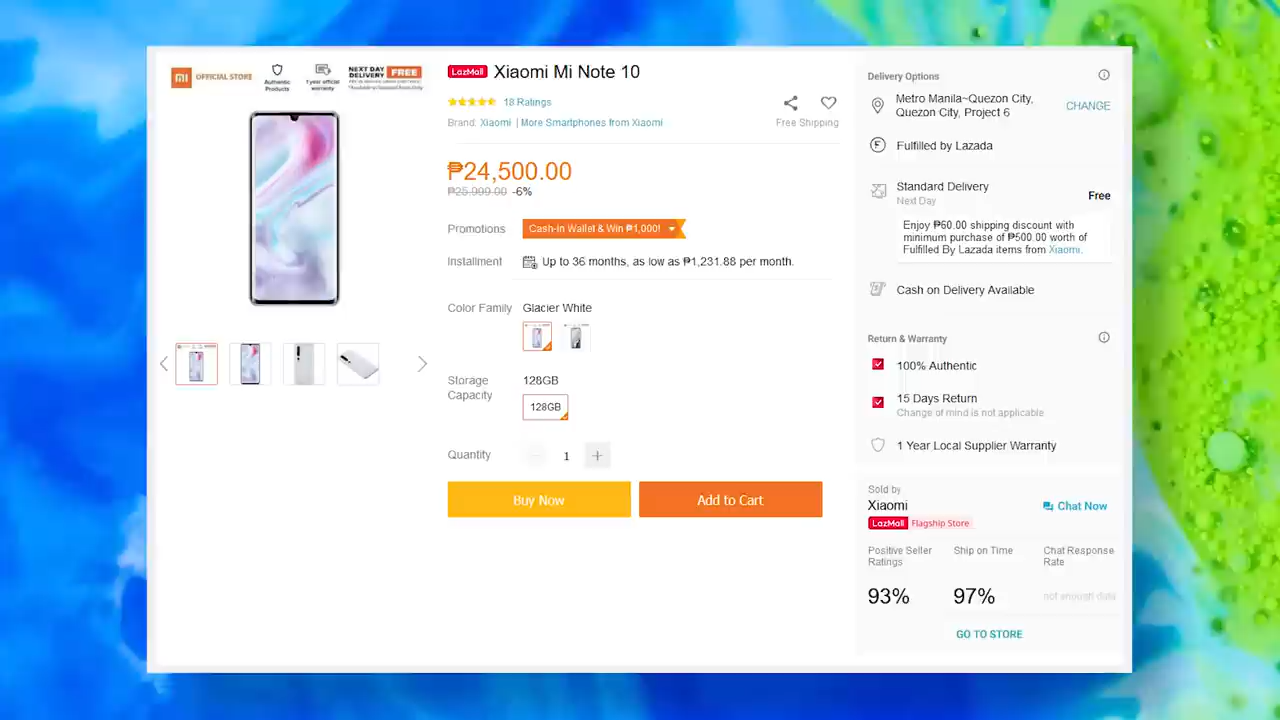 mi OFFICIAL STORE
Authentic
Products
1 year official
warranty
NEXT DAY
DELIVERY FREE
LazMall Xiaomi Mi Note 10
18 Ratings
Free Shipping
Brand: Xiaomi | More Smartphones from Xiaomi
₱24,500.00
₱25,999.00 -6%
Promotions Cash-in Wallet & Win ₱1,000!
Installment Up to 36 months, as low as ₱1,231.88 per month.
Color Family Glacier White
Storage
Capacity
128GB
128GB
Quantity 1 +
Buy Now Add to Cart
Delivery Options
Metro Manila~Quezon City,
Quezon City, Project 6
CHANGE
Fulfilled by Lazada
Standard Delivery
Next Day
Free
Enjoy ₱60.00 shipping discount with
minimum purchase of ₱500.00 worth of
Fulfilled By Lazada items from Xiaomi.
Cash on Delivery Available
Return & Warranty
100% Authentic
15 Days Return
Change of mind is not applicable
1 Year Local Supplier Warranty
Sold by
Xiaomi
Chat Now
LazMall Flagship Store
Positive Seller
Ratings
Ship on Time
Chat Response
Rate
93%
97%
not enough data
GO TO STORE